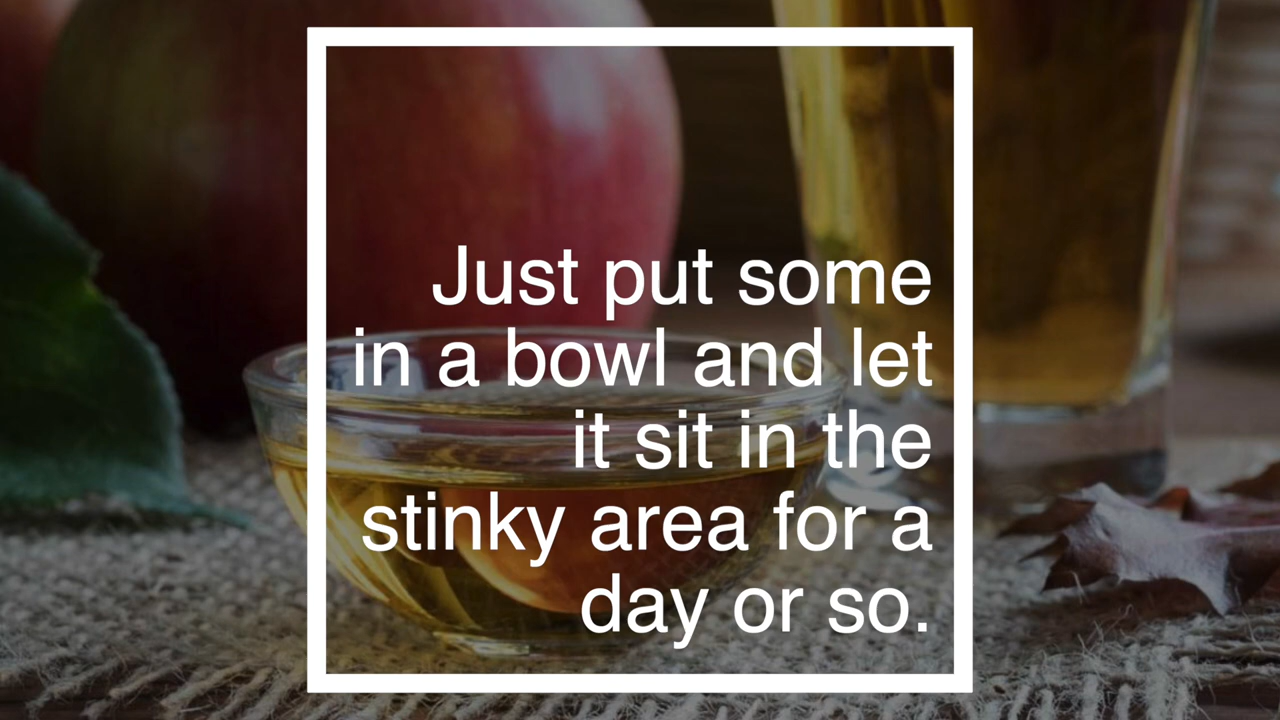 Just put some
in a bowl and let
it sit in the
stinky area for a
day or so.